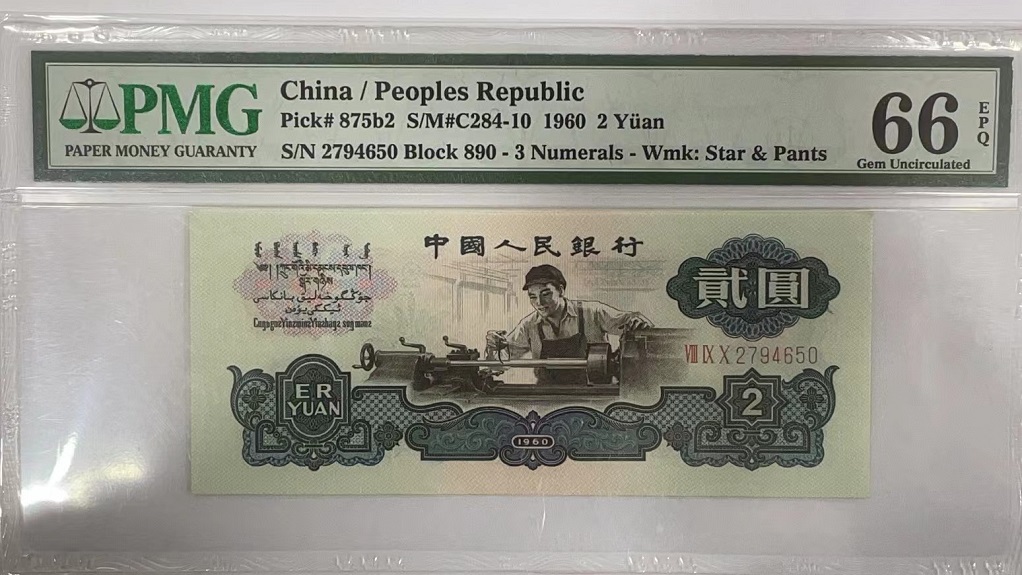 PMG
PAPER MONEY GUARANTY
China / Peoples Republic
Pick# 875b2 S/M#C284-10 1960 2 Yüan
S/N 2794650 Block 890 - 3 Numerals - Wmk: Star & Pants
66
EPQ
Gem Uncirculated
中國人民銀行
貳圓
VIII IX X 2794650
ER
YUAN
1960
2